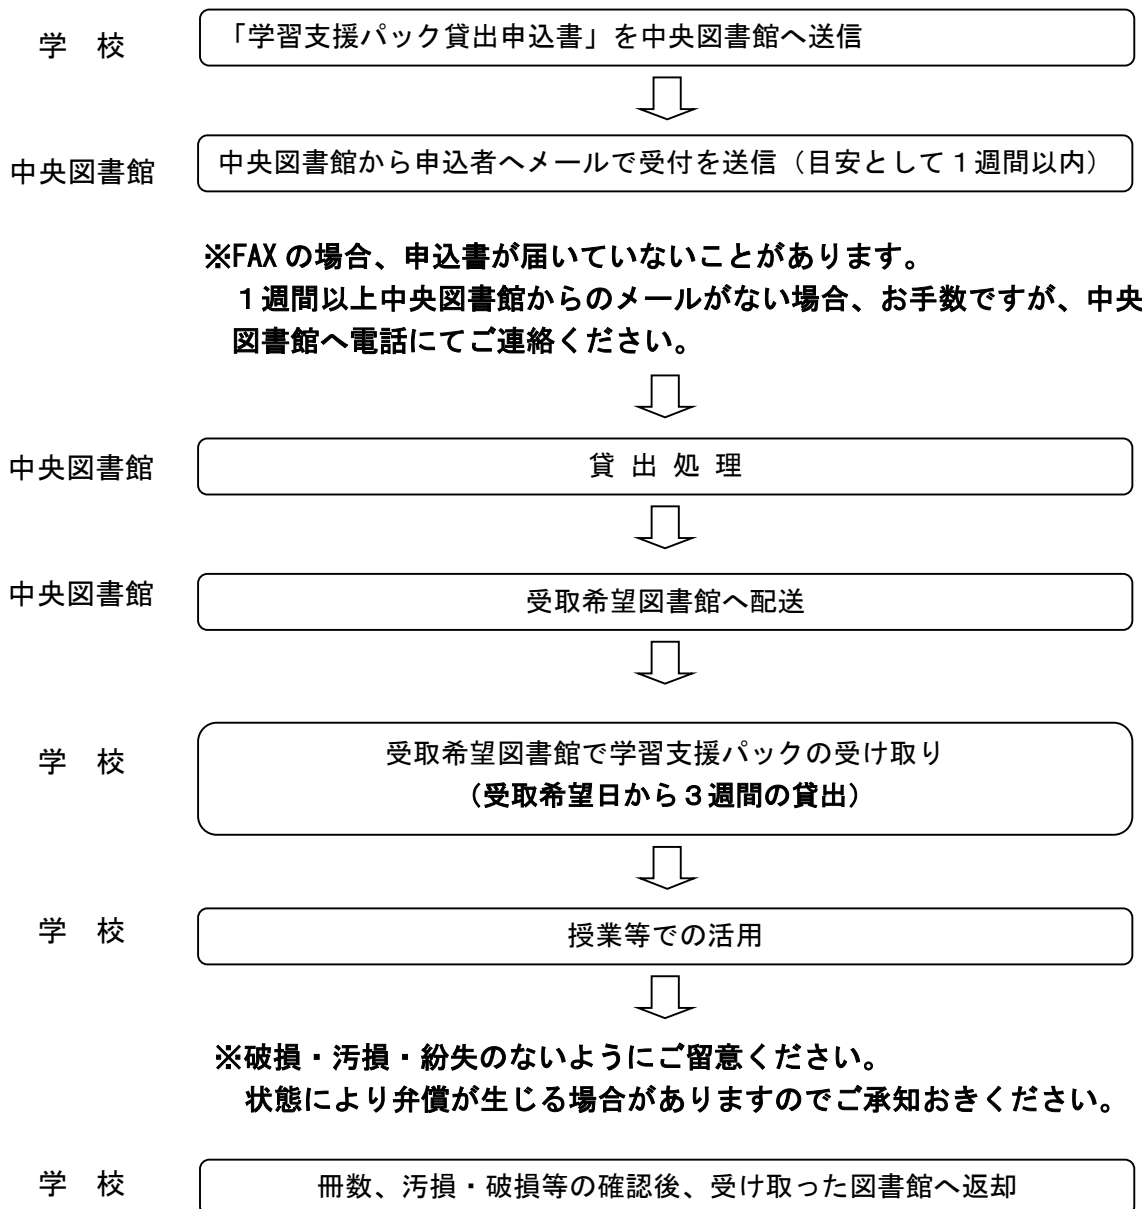 学　校
「学習支援パック貸出申込書」を中央図書館へ送信
中央図書館
中央図書館から申込者へメールで受付を送信（目安として１週間以内）
※FAX の場合、申込書が届いていないことがあります。
１週間以上中央図書館からのメールがない場合、お手数ですが、中央
図書館へ電話にてご連絡ください。
中央図書館
貸 出 処 理
中央図書館
受取希望図書館へ配送
学　校
受取希望図書館で学習支援パックの受け取り
（受取希望日から３週間の貸出）
学　校
授業等での活用
※破損・汚損・紛失のないようにご留意ください。
状態により弁償が生じる場合がありますのでご承知おきください。
学　校
冊数、汚損・破損等の確認後、受け取った図書館へ返却